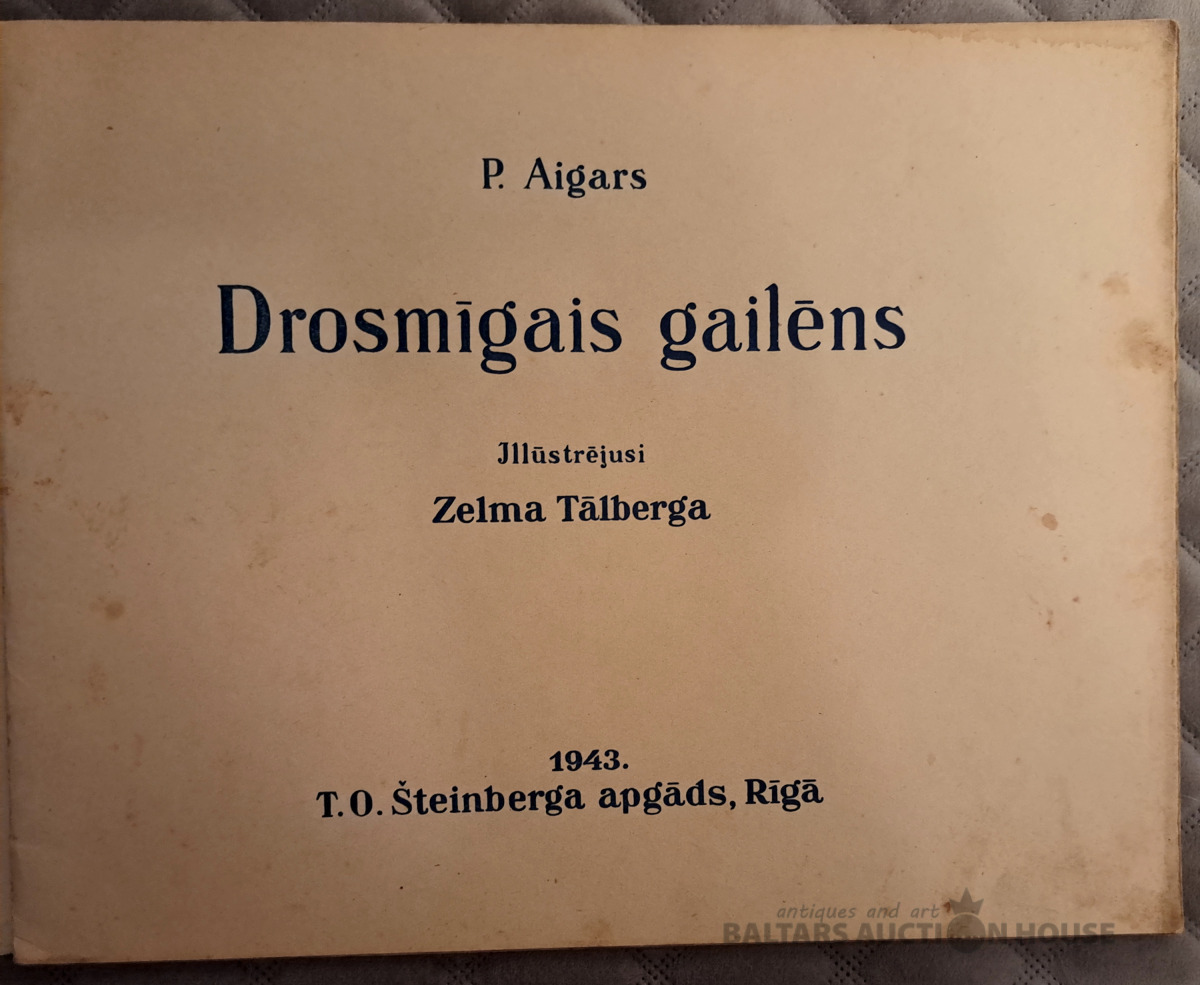 P. Aigars
Drosmīgais gailēns
Jllūstrējusi
Zelma Tālberga
1943.
T. O. Šteinberga apgāds, Rīgā
antiques and art
BALTARS AUCTION HOUSE